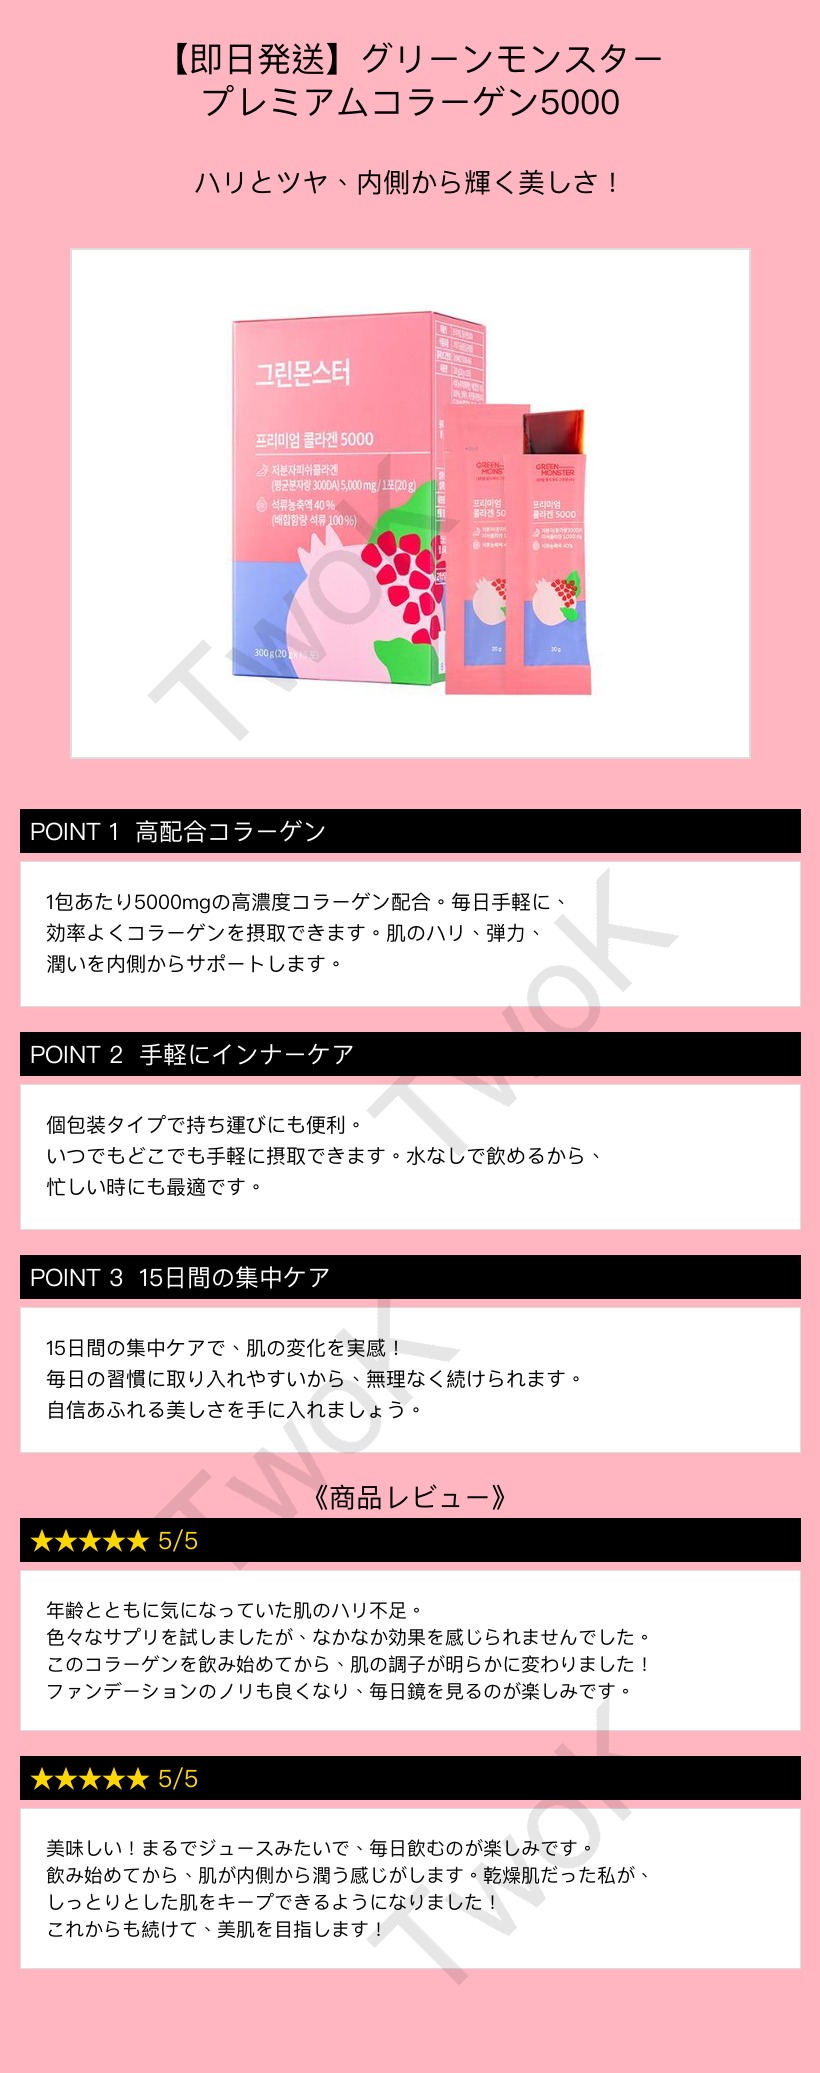 【即日発送】グリーンモンスター
プレミアムコラーゲン5000
ハリとツヤ、内側から輝く美しさ！
그린몬스터
프리미엄 콜라겐 5000
저분자피쉬콜라겐
(평균분자량 300DA) 5,000 mg / 1포(20 g)
석류농축액 40 %
(배합함량 석류 100 %)
300 g (20
GREEN
MONS
프리미엄
콜라겐 50
20 g
GREEN
MONSTER
프리미엄
콜라겐 5000
석류농축액 40%
20 g
TwoK
POINT 1 高配合コラーゲン
1包あたり5000mgの高濃度コラーゲン配合。毎日手軽に、
効率よくコラーゲンを摂取できます。肌のハリ、弾力、
潤いを内側からサポートします。
TwoK
POINT 2 手軽にインナーケア
個包装タイプで持ち運びにも便利。
いつでもどこでも手軽に摂取できます。水なしで飲めるから、
忙しい時にも最適です。
POINT 3 15日間の集中ケア
15日間の集中ケアで、肌の変化を実感！
毎日の習慣に取り入れやすいから、無理なく続けられます。
自信あふれる美しさを手に入れましょう。
TwoK
《商品レビュー》
★★★★★ 5/5
年齢とともに気になっていた肌のハリ不足。
色々なサプリを試しましたが、なかなか効果を感じられませんでした。
このコラーゲンを飲み始めてから、肌の調子が明らかに変わりました！
ファンデーションのノリも良くなり、毎日鏡を見るのが楽しみです。
★★★★★ 5/5
美味しい！まるでジュースみたいで、毎日飲むのが楽しみです。
飲み始めてから、肌が内側から潤う感じがします。乾燥肌だった私が、
しっとりとした肌をキープできるようになりました！
これからも続けて、美肌を目指します！
TwoK